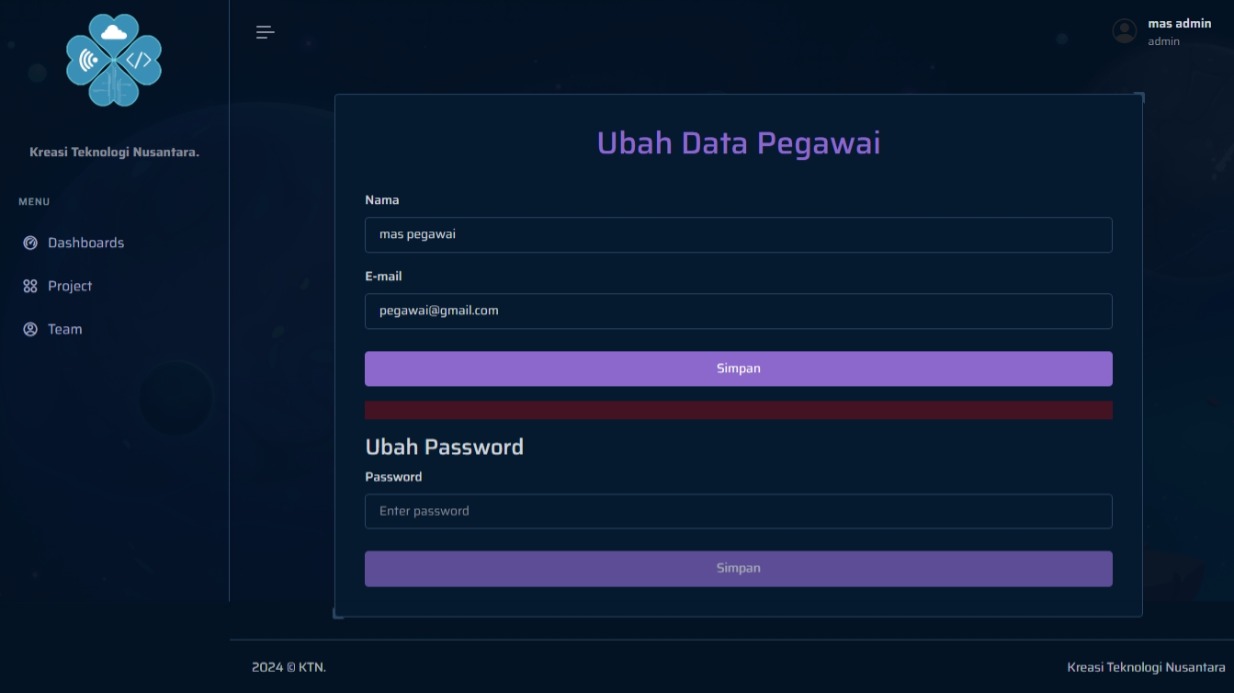 mas admin
admin
Kreasi Teknologi Nusantara.
MENU
Dashboards
Project
Team
Ubah Data Pegawai
Nama
mas pegawai
E-mail
pegawai@gmail.com
Simpan
Ubah Password
Password
Enter password
Simpan
2024 © KTN.
Kreasi Teknologi Nusantara